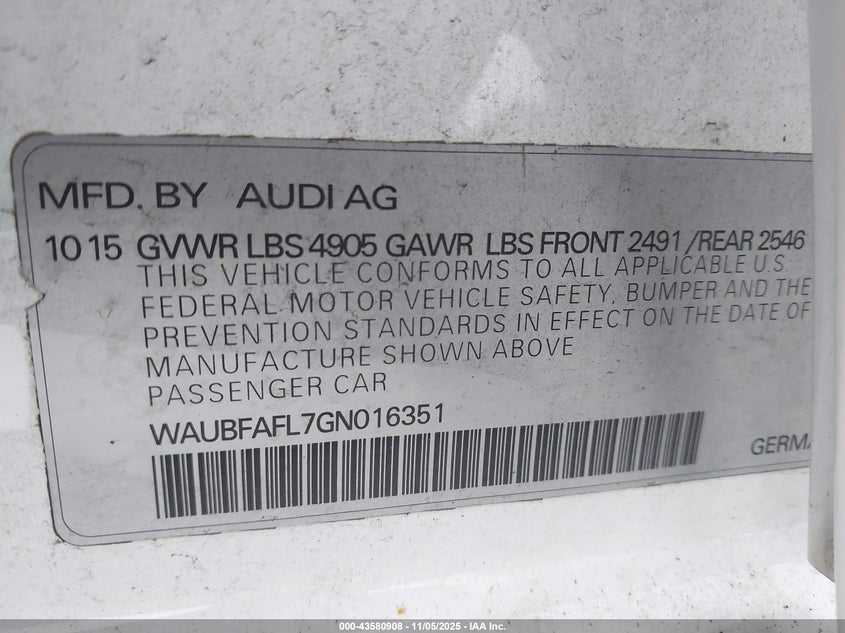 MFD. BY AUDI AG
10 15 GVWR LBS 4905 GAWR LBS FRONT 2491 /REAR 2546
THIS VEHICLE CONFORMS TO ALL APPLICABLE U.S.
FEDERAL MOTOR VEHICLE SAFETY, BUMPER AND THE
PREVENTION STANDARDS IN EFFECT ON THE DATE OF
MANUFACTURE SHOWN ABOVE
PASSENGER CAR
WAUBFAFL7GN016351
GERMA
000-43580908 - 11/05/2025 - IAA Inc.